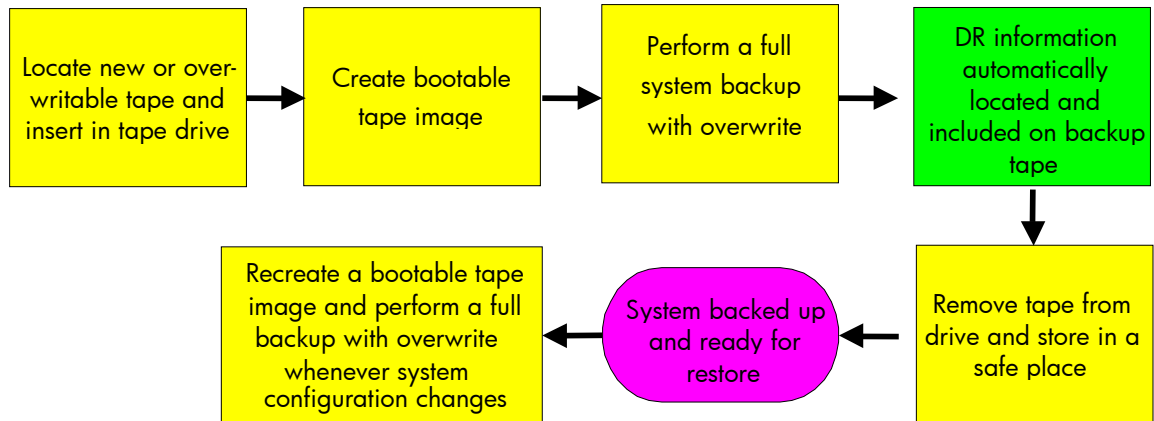 Locate new or over-
writable tape and
insert in tape drive
Create bootable
tape image
Perform a full
system backup
with overwrite
DR information
automatically
located and
included on backup
tape
Remove tape from
drive and store in a
safe place
System backed up
and ready for
restore
Recreate a bootable tape
image and perform a full
backup with overwrite
whenever system
configuration changes